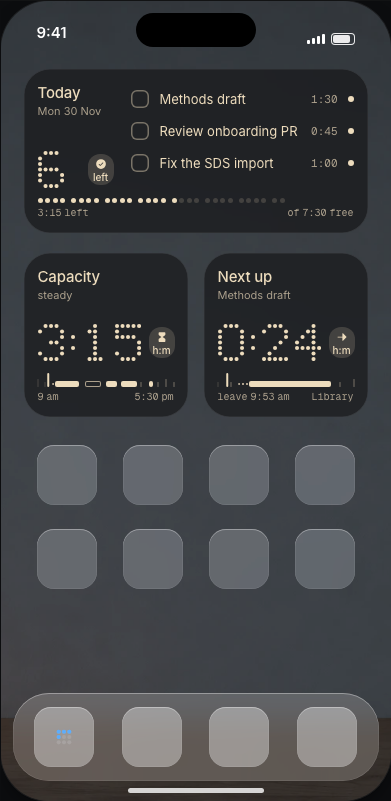 9:41
Today
Mon 30 Nov
6
left
3:15 left
of 7:30 free
Methods draft 1:30
Review onboarding PR 0:45
Fix the SDS import 1:00
Capacity
steady
3:15
h:m
9 am
5:30 pm
Next up
Methods draft
0:24
h:m
leave 9:53 am
Library